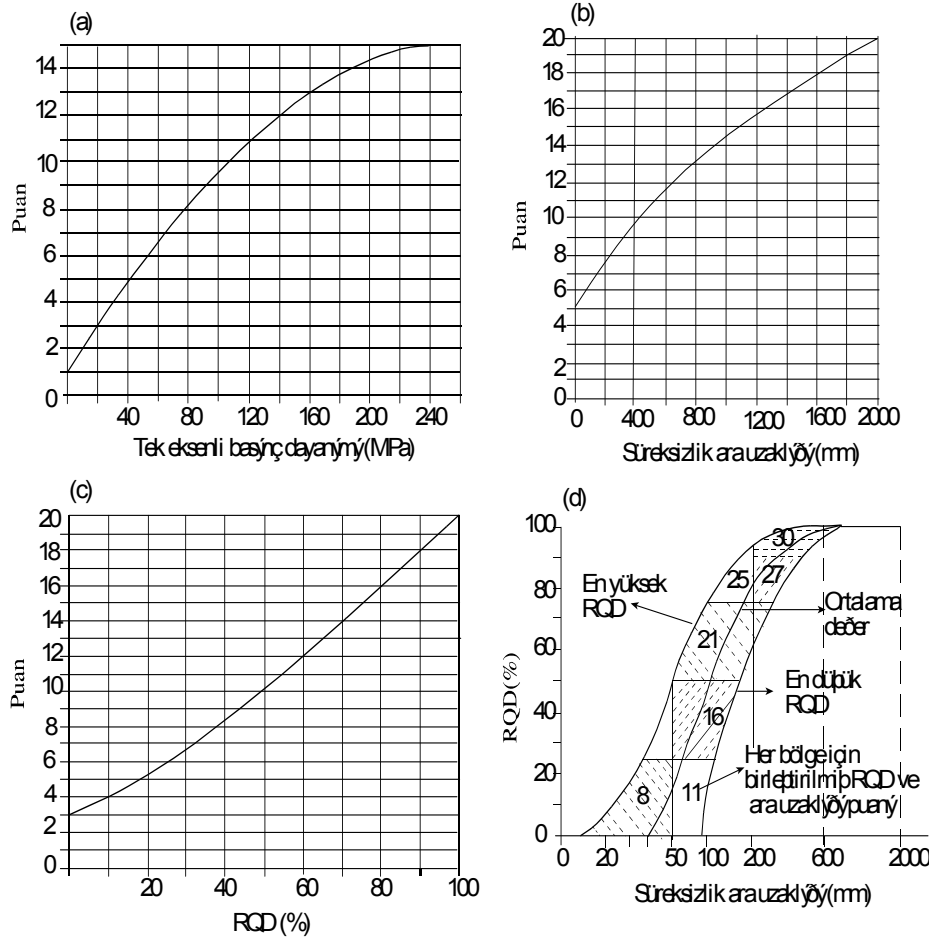 (a)
14
12
10
8
6
4
2
0
Puan
40 80 120 160 200 240
Tek eksenli basýnç dayanýmý (MPa)
(b)
20
18
16
14
12
10
8
6
4
2
0
Puan
0 400 800 1200 1600 2000
Süreksizlik ara uzaklýðý (mm)
(c)
20
18
16
14
12
10
8
6
4
2
0
Puan
20 40 60 80 100
RQD (%)
(d)
100
80
60
40
20
0
RQD (%)
30
25 27
21
16
8 11
En yüksek
RQD
Ortalama
deðer
En düþük
RQD
Her bölge için
birleþtirilmiþ RQD ve
ara uzaklýðý puaný
0 20 50 100 200 600 2000
Süreksizlik ara uzaklýðý (mm)